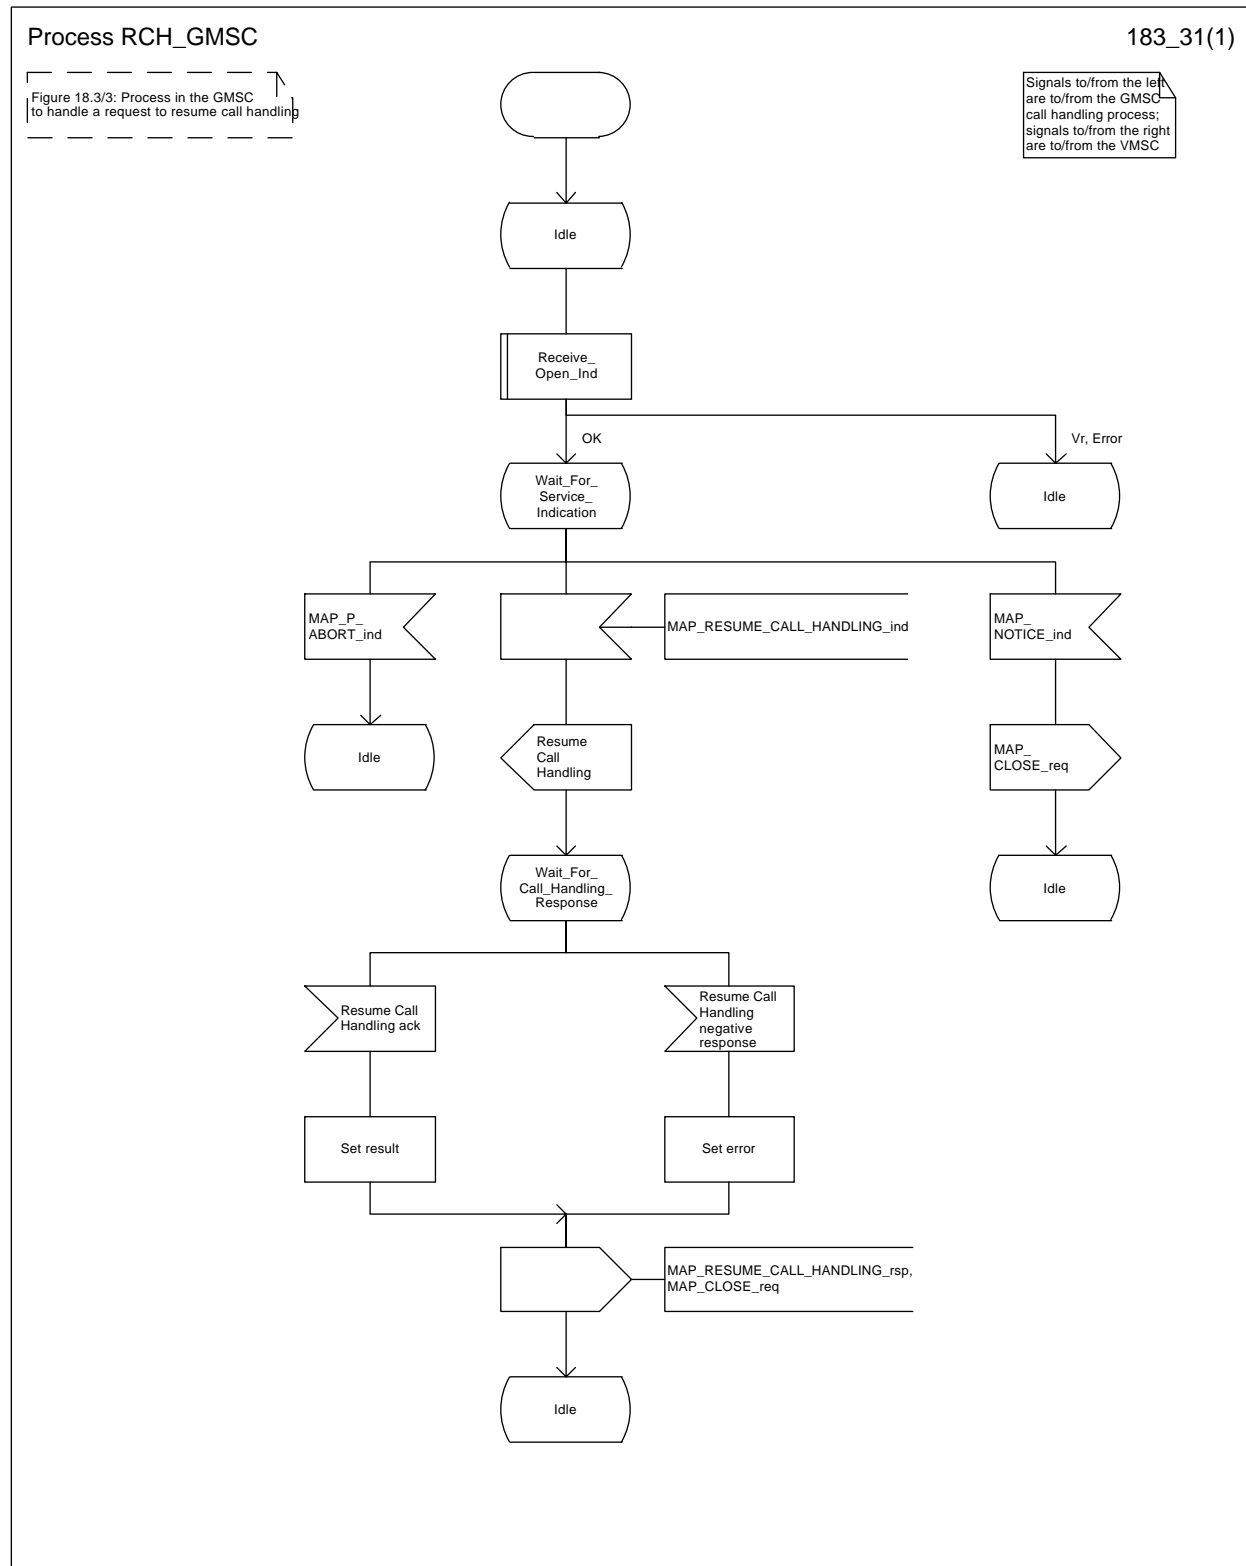 Process RCH_GMSC
183_31(1)
Figure 18.3/3: Process in the GMSC
to handle a request to resume call handling
Signals to/from the left
are to/from the GMSC
call handling process;
signals to/from the right
are to/from the VMSC
Idle
Receive_
Open_Ind
OK
Vr, Error
Wait_For_
Service_
Indication
Idle
MAP_P_
ABORT_ind
MAP_RESUME_CALL_HANDLING_ind
MAP_
NOTICE_ind
Idle
Resume
Call
Handling
MAP_
CLOSE_req
Wait_For_
Call_Handling_
Response
Idle
Resume Call
Handling ack
Resume Call
Handling
negative
response
Set result
Set error
MAP_RESUME_CALL_HANDLING_rsp,
MAP_CLOSE_req
Idle